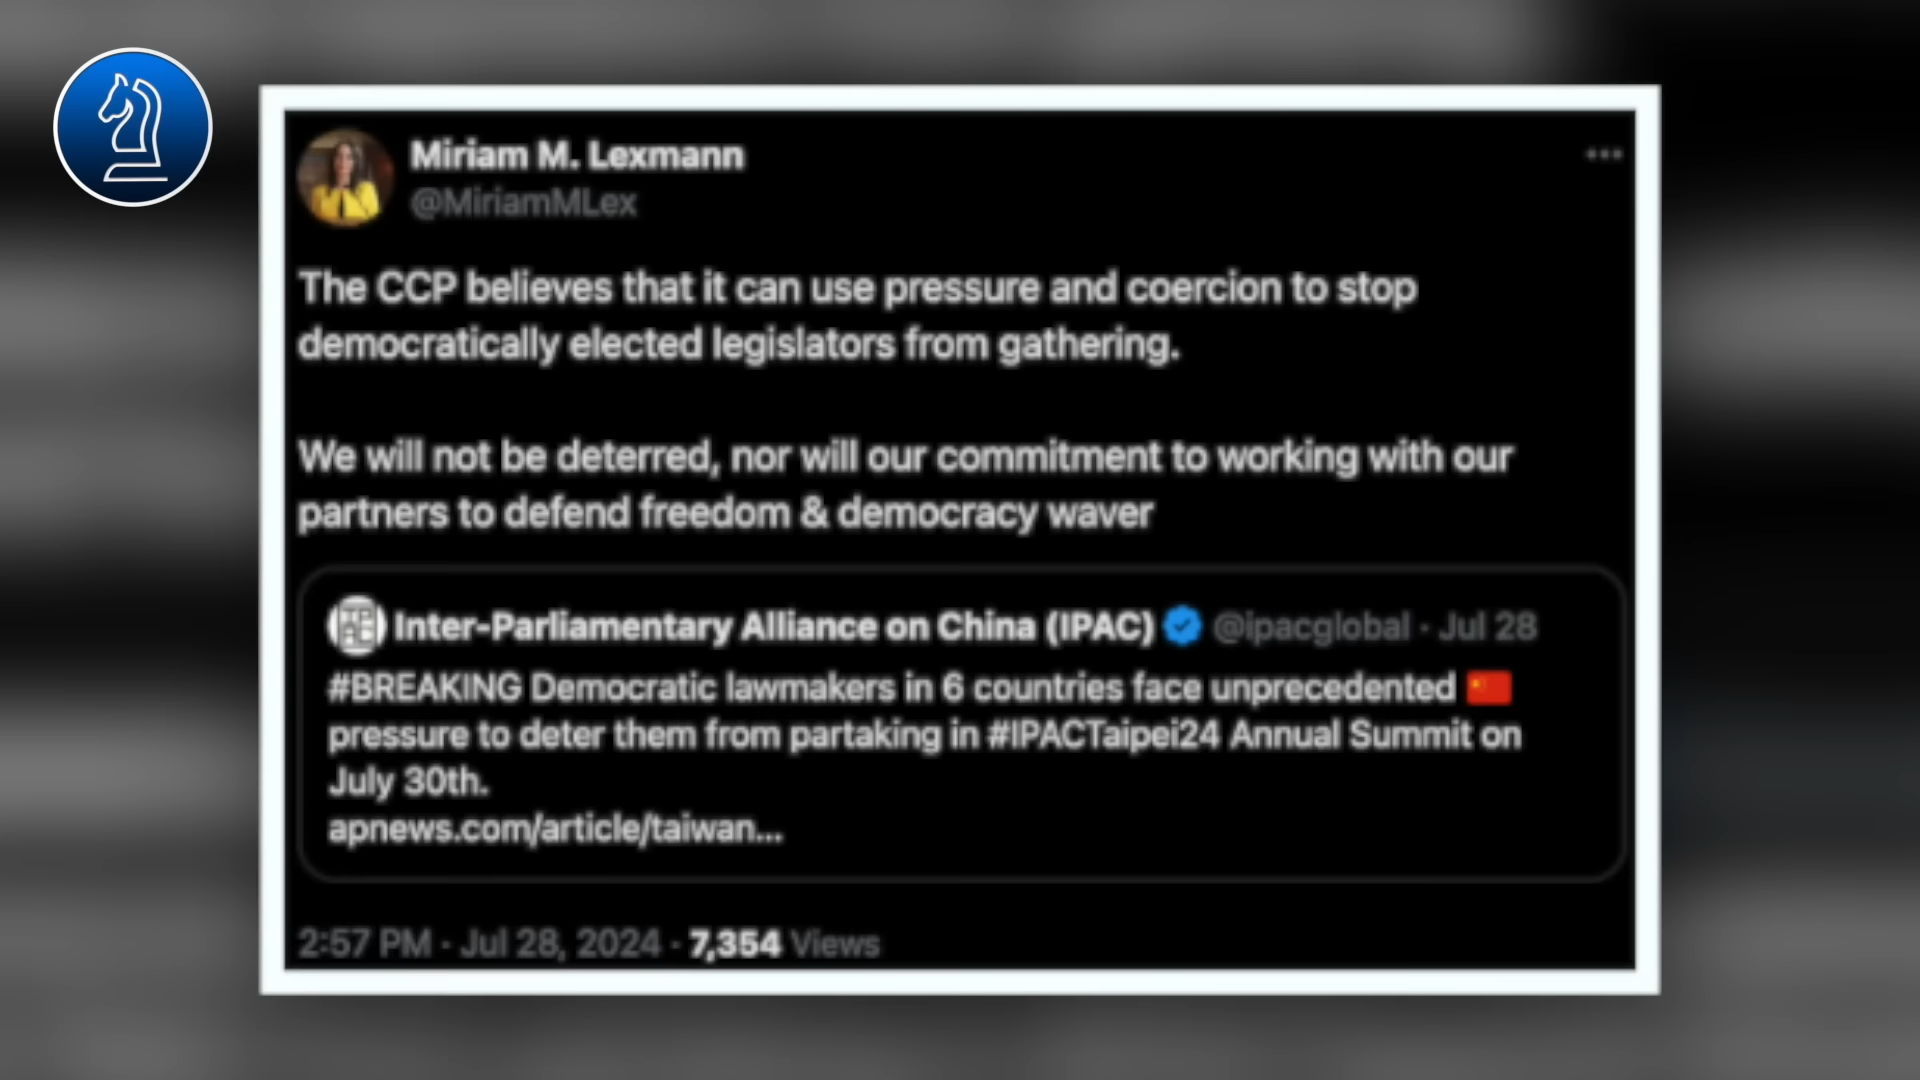 Miriam M. Lexmann
@MiriamMLex
The CCP believes that it can use pressure and coercion to stop
democratically elected legislators from gathering.
We will not be deterred, nor will our commitment to working with our
partners to defend freedom & democracy waver
Inter-Parliamentary Alliance on China (IPAC) @ipacglobal · Jul 28
#BREAKING Democratic lawmakers in 6 countries face unprecedented 🇨🇳
pressure to deter them from partaking in #IPACTaipei24 Annual Summit on
July 30th.
apnews.com/article/taiwan...
2:57 PM · Jul 28, 2024 · 7,354 Views